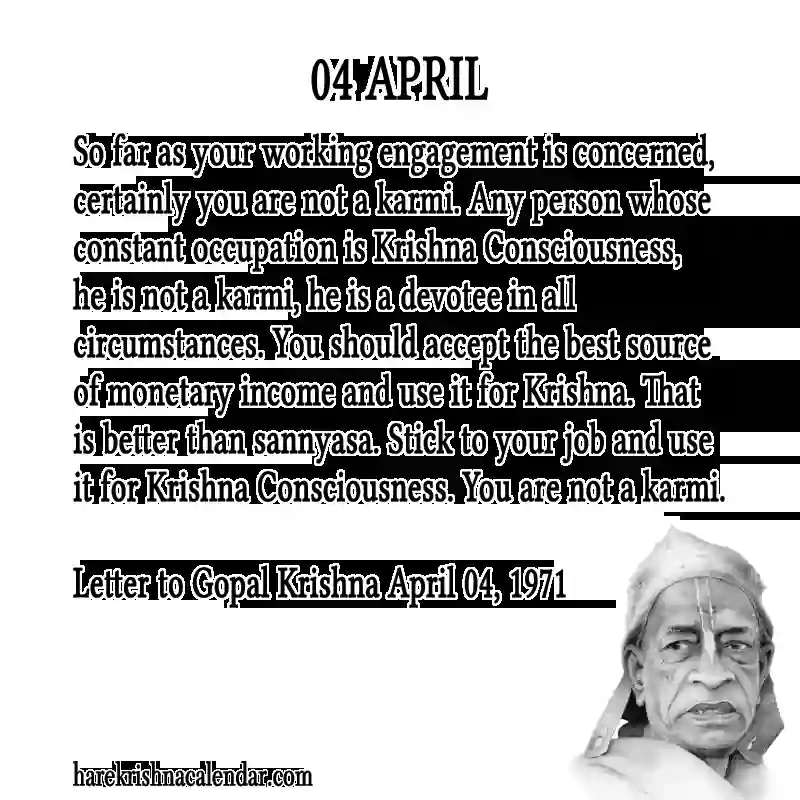 04 APRIL
So far as your working engagement is concerned,
certainly you are not a karmi. Any person whose
constant occupation is Krishna Consciousness,
he is not a karmi, he is a devotee in all
circumstances. You should accept the best source
of monetary income and use it for Krishna. That
is better than sannyasa. Stick to your job and use
it for Krishna Consciousness. You are not a karmi.
Letter to Gopal Krishna April 04, 1971
harekrishnacalendar.com